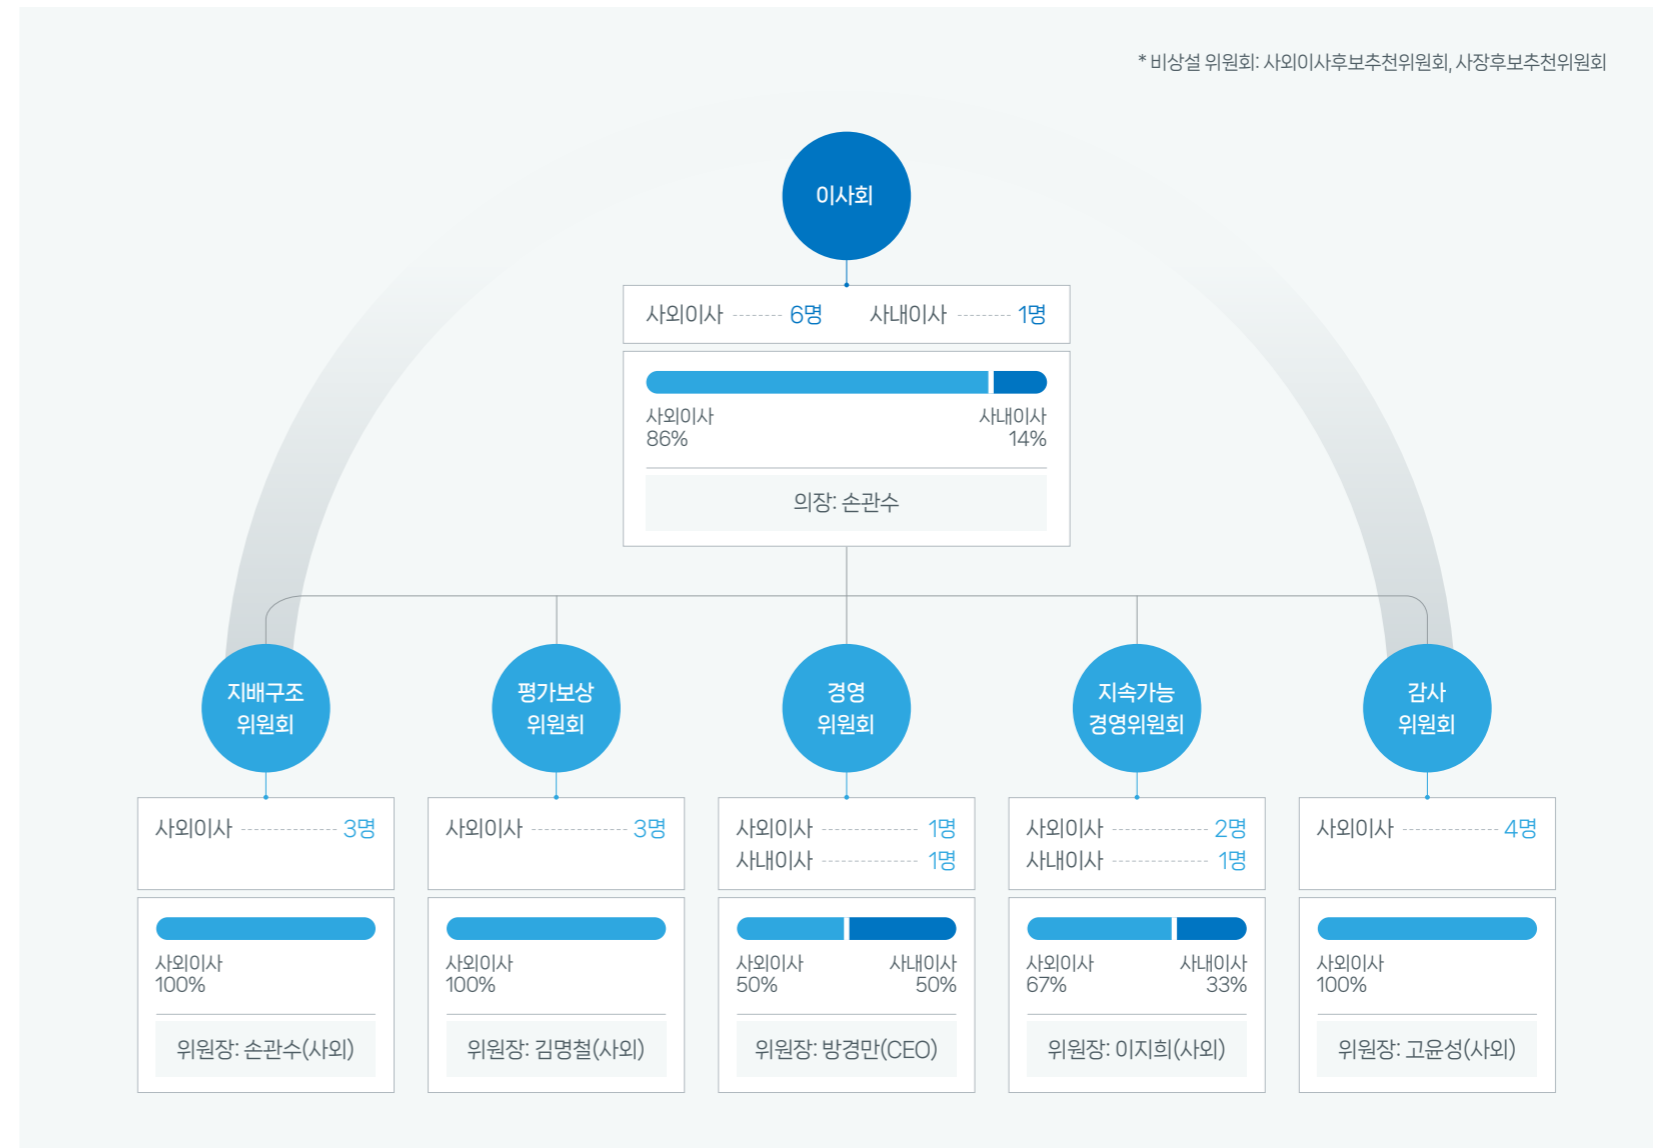 * 비상설 위원회: 사외이사후보추천위원회, 사장후보추천위원회
이사회
사외이사 6명 사내이사 1명
사외이사 사내이사
86% 14%
의장: 손관수
지배구조
위원회
사외이사 3명
사외이사
100%
위원장: 손관수(사외)
평가보상
위원회
사외이사 3명
사외이사
100%
위원장: 김명철(사외)
경영
위원회
사외이사 1명
사내이사 1명
사외이사 사내이사
50% 50%
위원장: 방경만(CEO)
지속가능
경영위원회
사외이사 2명
사내이사 1명
사외이사 사내이사
67% 33%
위원장: 이지희(사외)
감사
위원회
사외이사 4명
사외이사
100%
위원장: 고윤성(사외)